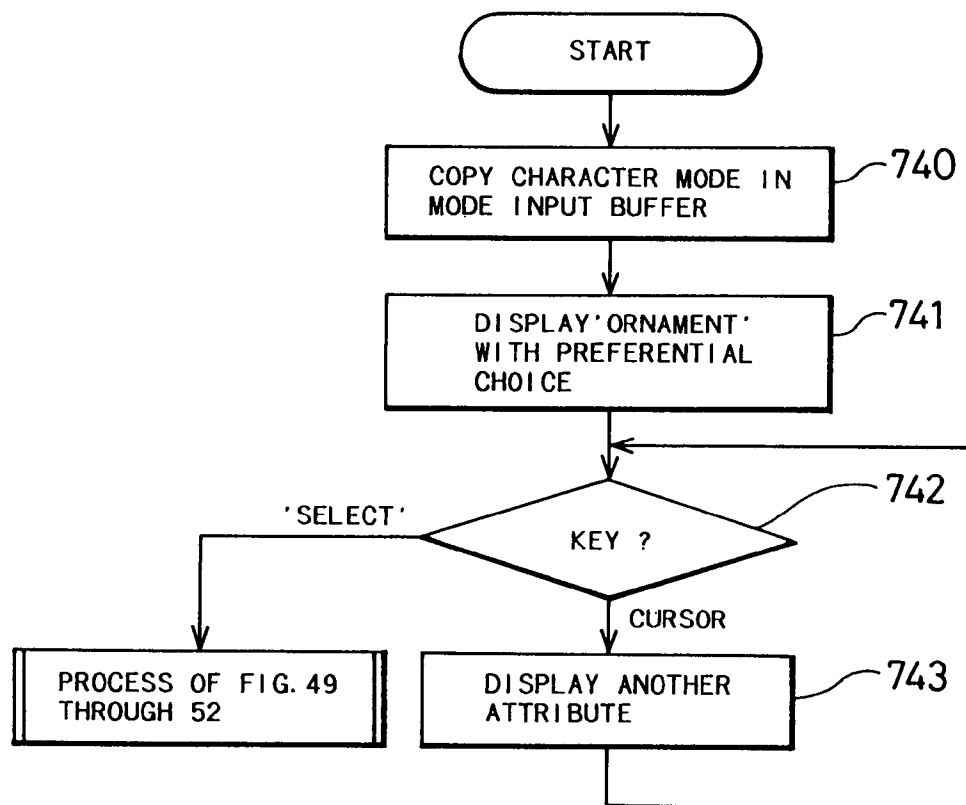 START
COPY CHARACTER MODE IN
MODE INPUT BUFFER
740
DISPLAY'ORNAMENT'
WITH PREFERENTIAL
CHOICE
741
742
'SELECT'
KEY ?
CURSOR
PROCESS OF FIG. 49
THROUGH 52
DISPLAY ANOTHER
ATTRIBUTE
743